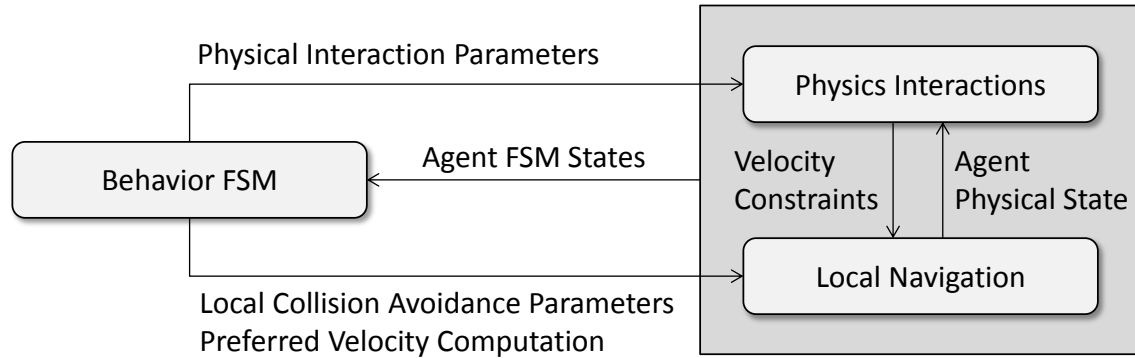 Physical Interaction Parameters
Physics Interactions
Behavior FSM
Agent FSM States
Velocity
Constraints
Agent
Physical State
Local Navigation
Local Collision Avoidance Parameters
Preferred Velocity Computation